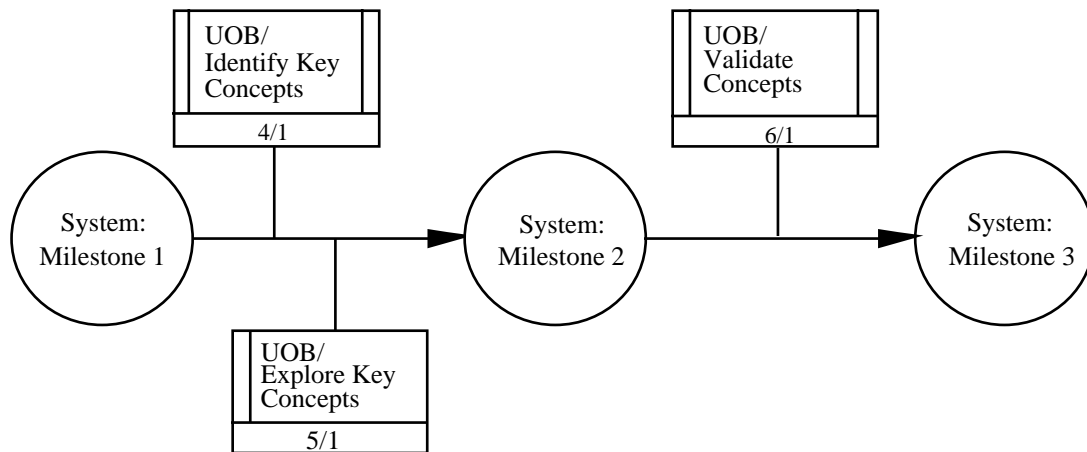 UOB/
Identify Key
Concepts
4/1
UOB/
Validate
Concepts
6/1
System:
Milestone 1
System:
Milestone 2
System:
Milestone 3
UOB/
Explore Key
Concepts
5/1